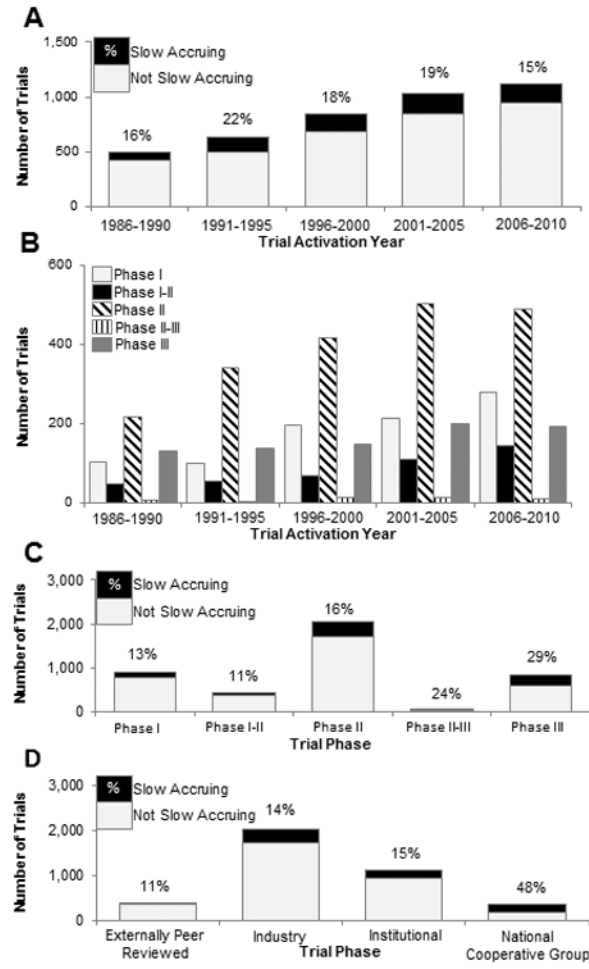 A
1,500
% Slow Accruing
Not Slow Accruing
19%
15%
18%
22%
16%
1,000
500
0
Number of Trials
1986-1990 1991-1995 1996-2000 2001-2005 2006-2010
Trial Activation Year
B
600
Phase I
Phase I-II
Phase II
Phase II-III
Phase III
400
200
0
Number of Trials
1986-1990 1991-1995 1996-2000 2001-2005 2006-2010
Trial Activation Year
C
3,000
% Slow Accruing
Not Slow Accruing
16%
2,000
29%
13%
11%
24%
1,000
0
Number of Trials
Phase I Phase I-II Phase II Phase II-III Phase III
Trial Phase
D
3,000
% Slow Accruing
Not Slow Accruing
14%
2,000
15%
48%
11%
1,000
0
Number of Trials
Externally Peer Reviewed
Industry
Institutional
National Cooperative Group
Trial Phase